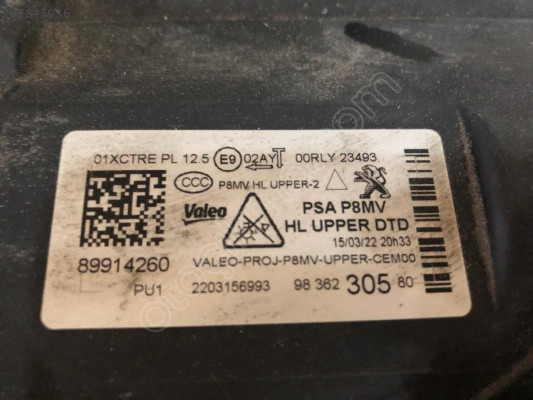 01XCTRE PL 12.5 E9 02AY 00RLY 23493
CCC P8MV HL UPPER-2
Valeo PSA P8MV
HL UPPER DTD
15/03/22 20h33
89914260 VALEO-PROJ-P8MV-UPPER-CEM00
PU1 2203156993 98 362 305 80